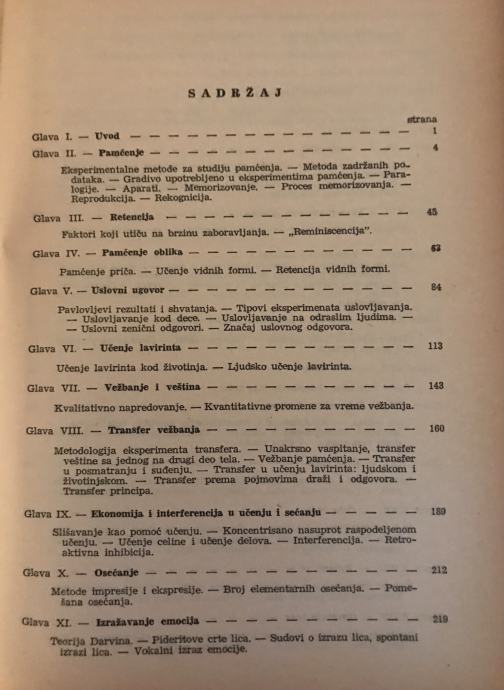 SADRŽAJ
strana
Glava I. — Uvod — — — — — — — — — — — — 1
Glava II. — Pamćenje — — — — — — — — — — — 4
Eksperimentalne metode za studiju pamćenja. — Metoda zadržanih po-
dataka. — Gradivo upotrebljeno u eksperimentima pamćenja. — Para-
logije. — Aparati. — Memorizovanje. — Proces memorizovanja. —
Reprodukcija. — Rekognicija.
Glava III. — Retencija — — — — — — — — — — 45
Faktori koji utiču na brzinu zaboravljanja. — „Reminiscencija”.
Glava IV. — Pamćenje oblika — — — — — — — — — 63
Pamćenje priča. — Učenje vidnih formi. — Retencija vidnih formi.
Glava V. — Uslovni ugovor — — — — — — — — — — 84
Pavlovljevi rezultati i shvatanja. — Tipovi eksperimenata uslovljavanja.
— Uslovljavanje kod dece. — Uslovljavanje na odraslim ljudima. —
— Uslovni zenični odgovori. — Značaj uslovnog odgovora.
Glava VI. — Učenje lavirinta — — — — — — — — — 113
Učenje lavirinta kod životinja. — Ljudsko učenje lavirinta.
Glava VII. — Vežbanje i veština — — — — — — — — 143
Kvalitativno napredovanje. — Kvantitativne promene za vreme vežbanja.
Glava VIII. — Transfer vežbanja — — — — — — — — 160
Metodologija eksperimenta transfera. — Unakrsno vaspitanje, transfer
veštine sa jednog na drugi deo tela. — Vežbanje pamćenja. — Transfer
u posmatranju i suđenju. — Transfer u učenju lavirinta: ljudskom i
životinjskom. — Transfer prema pojmovima draži i odgovora. —
Transfer principa.
Glava IX. — Ekonomija i interferencija u učenju i sećanju — — — — 189
Slišavanje kao pomoć učenju. — Koncentrisano nasuprot raspodeljenom
učenju. — Učenje celine i učenje delova. — Interferencija. — Retro-
aktivna inhibicija.
Glava X. — Osećanje — — — — — — — — — — — 212
Metode impresije i ekspresije. — Broj elementarnih osećanja. — Pome-
šana osećanja.
Glava XI. — Izražavanje emocija — — — — — — — — 219
Teorija Darvina. — Pideritove crte lica. — Sudovi o izrazu lica, spontani
izrazi lica. — Vokalni izraz emocije.